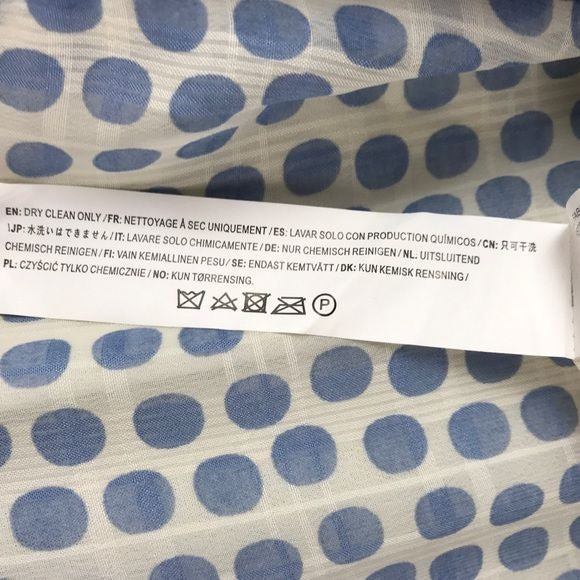 EN: DRY CLEAN ONLY / FR: NETTOYAGE À SEC UNIQUEMENT / ES: LAVAR SOLO CON PRODUCTION QUÍMICOS / CN: 只可干洗
\JP: 水洗いはできません / IT: LAVARE SOLO CHIMICAMENTE / DE: NUR CHEMISCH REINIGEN / NL: UITSLUITEND
CHEMISCH REINIGEN / FI: VAIN KEMIALLINEN PESU / SE: ENDAST KEMTVÄTT / DK: KUN KEMISK RENSNING /
PL: CZYŚCIĆ TYLKO CHEMICZNIE / NO: KUN TØRRENSING.
P